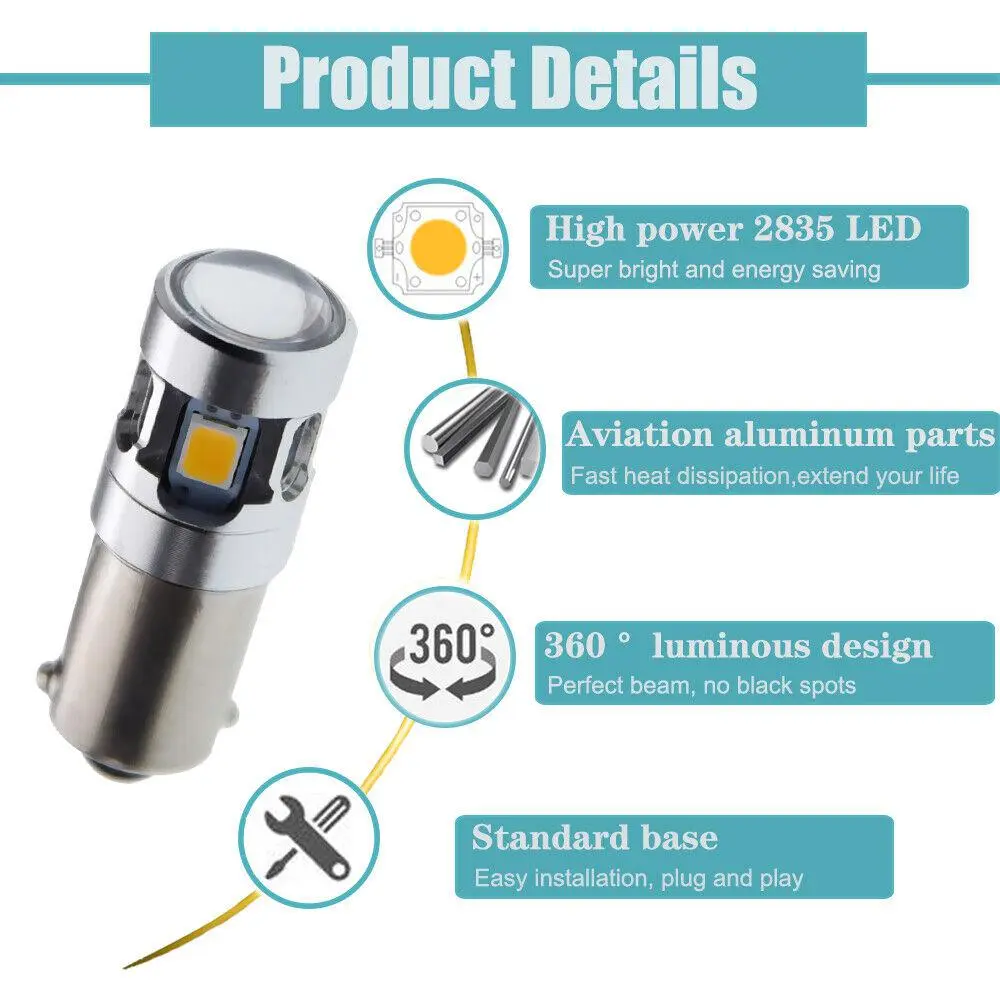 Product Details
High power 2835 LED
Super bright and energy saving
Aviation aluminum parts
Fast heat dissipation,extend your life
360°
360 ° luminous design
Perfect beam, no black spots
Standard base
Easy installation, plug and play